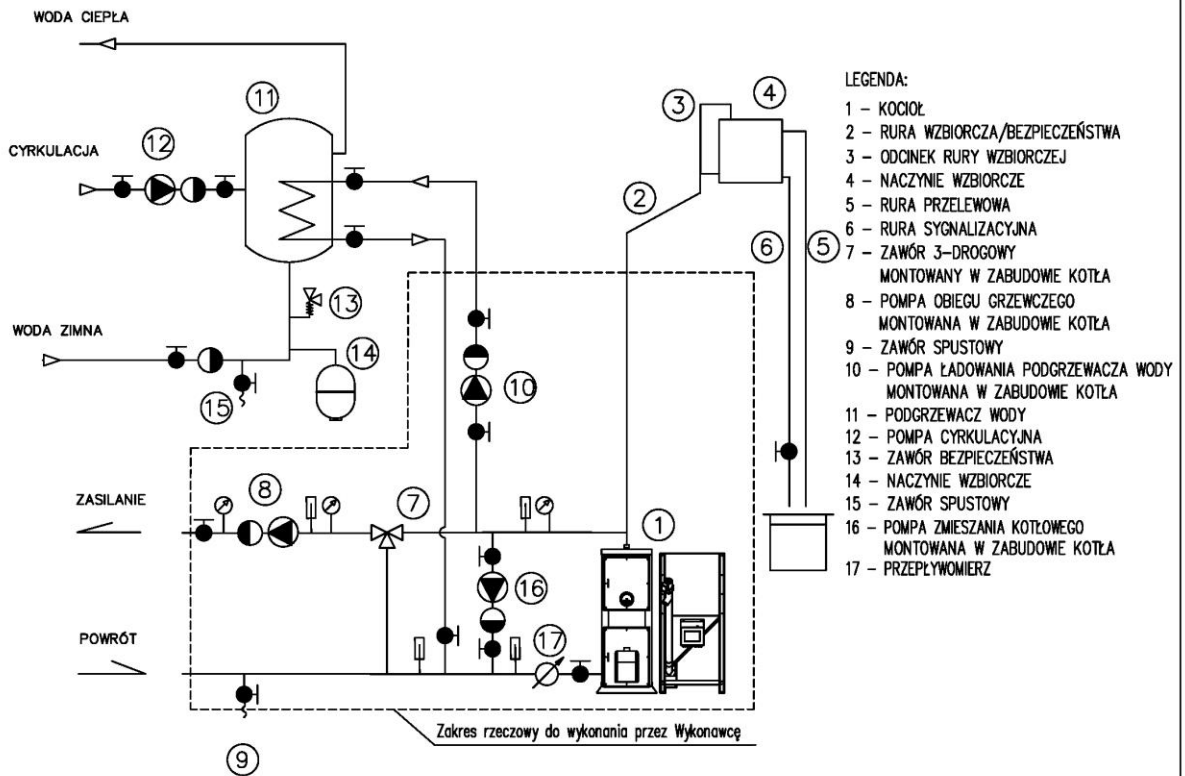 WODA CIEPŁA
11
12
CYRKULACJA
13
WODA ZIMNA
14
15
10
ZASILANIE
8
7
1
16
POWRÓT
17
Zakres rzeczowy do wykonania przez Wykonawcę
9
3
4
2
6
5
LEGENDA:
1 – KOCIOŁ
2 – RURA WZBIORCZA/BEZPIECZEŃSTWA
3 – ODCINEK RURY WZBIORCZEJ
4 – NACZYNIE WZBIORCZE
5 – RURA PRZELEWOWA
6 – RURA SYGNALIZACYJNA
7 – ZAWÓR 3–DROGOWY
MONTOWANY W ZABUDOWIE KOTŁA
8 – POMPA OBIEGU GRZEWCZEGO
MONTOWANA W ZABUDOWIE KOTŁA
9 – ZAWÓR SPUSTOWY
10 – POMPA ŁADOWANIA PODGRZEWACZA WODY
MONTOWANA W ZABUDOWIE KOTŁA
11 – PODGRZEWACZ WODY
12 – POMPA CYRKULACYJNA
13 – ZAWÓR BEZPIECZEŃSTWA
14 – NACZYNIE WZBIORCZE
15 – ZAWÓR SPUSTOWY
16 – POMPA ZMIESZANIA KOTŁOWEGO
MONTOWANA W ZABUDOWIE KOTŁA
17 – PRZEPŁYWOMIERZ